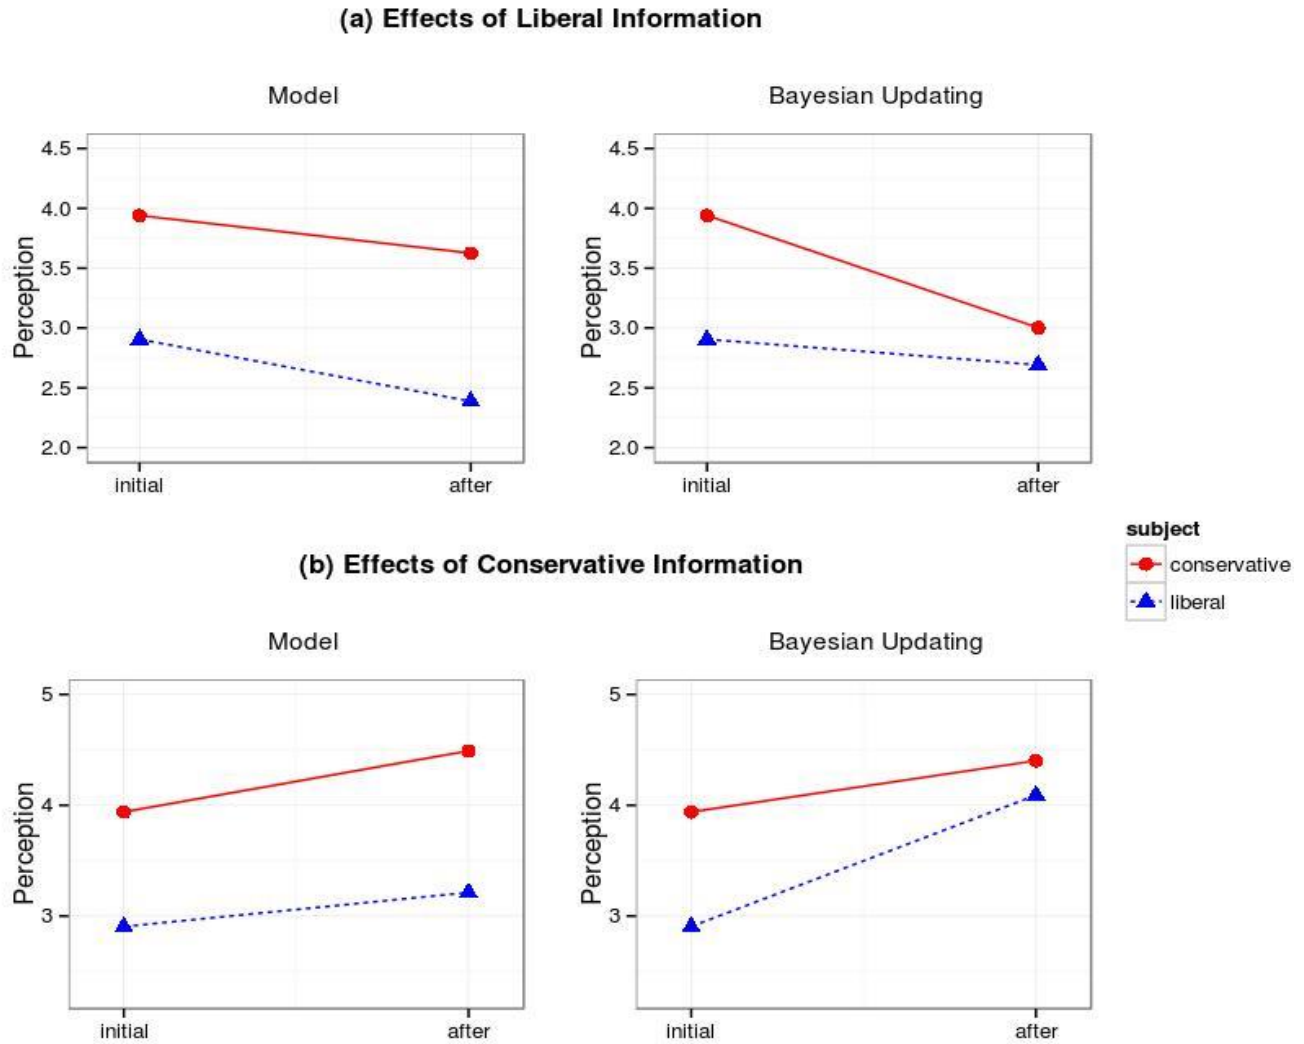 (a) Effects of Liberal Information
Model
Perception
4.5
4.0
3.5
3.0
2.5
2.0
initial after
Bayesian Updating
Perception
4.5
4.0
3.5
3.0
2.5
2.0
initial after
subject
conservative
liberal
(b) Effects of Conservative Information
Model
Perception
5
4
3
initial after
Bayesian Updating
Perception
5
4
3
initial after